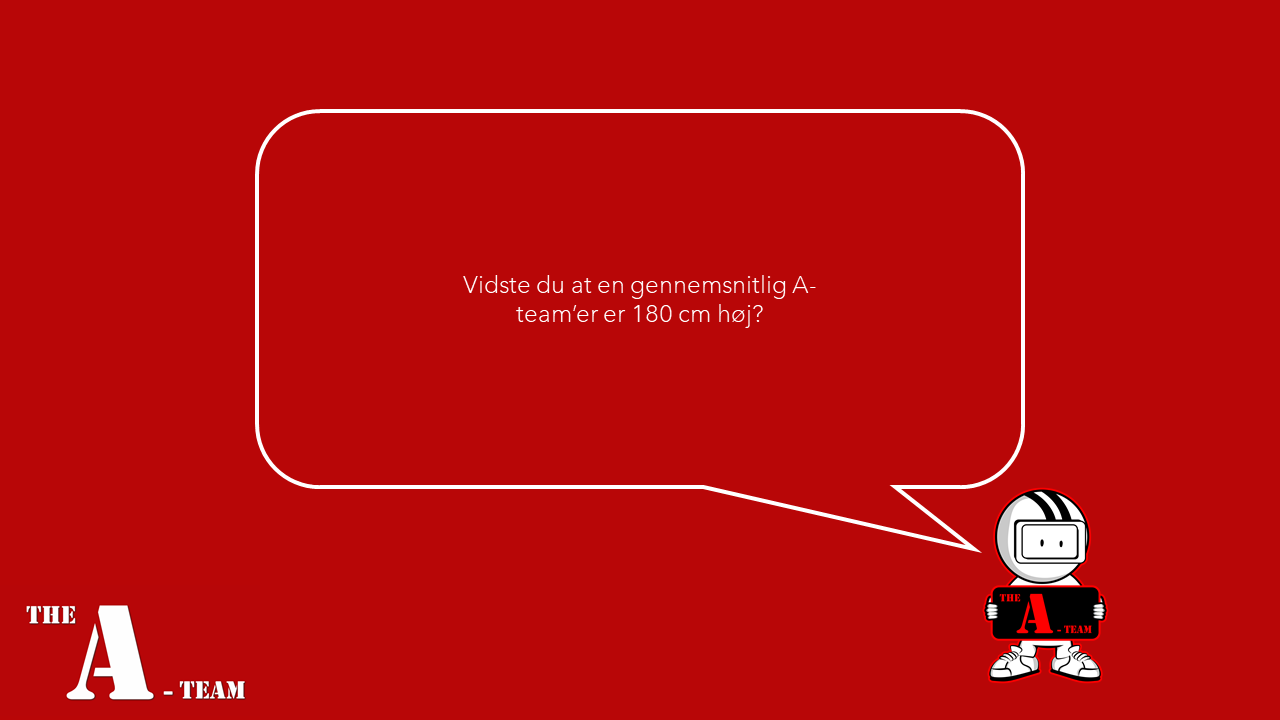 Vidste du at en gennemsnitlig A-
team’er er 180 cm høj?
THE
A
- TEAM
THE
A
- TEAM